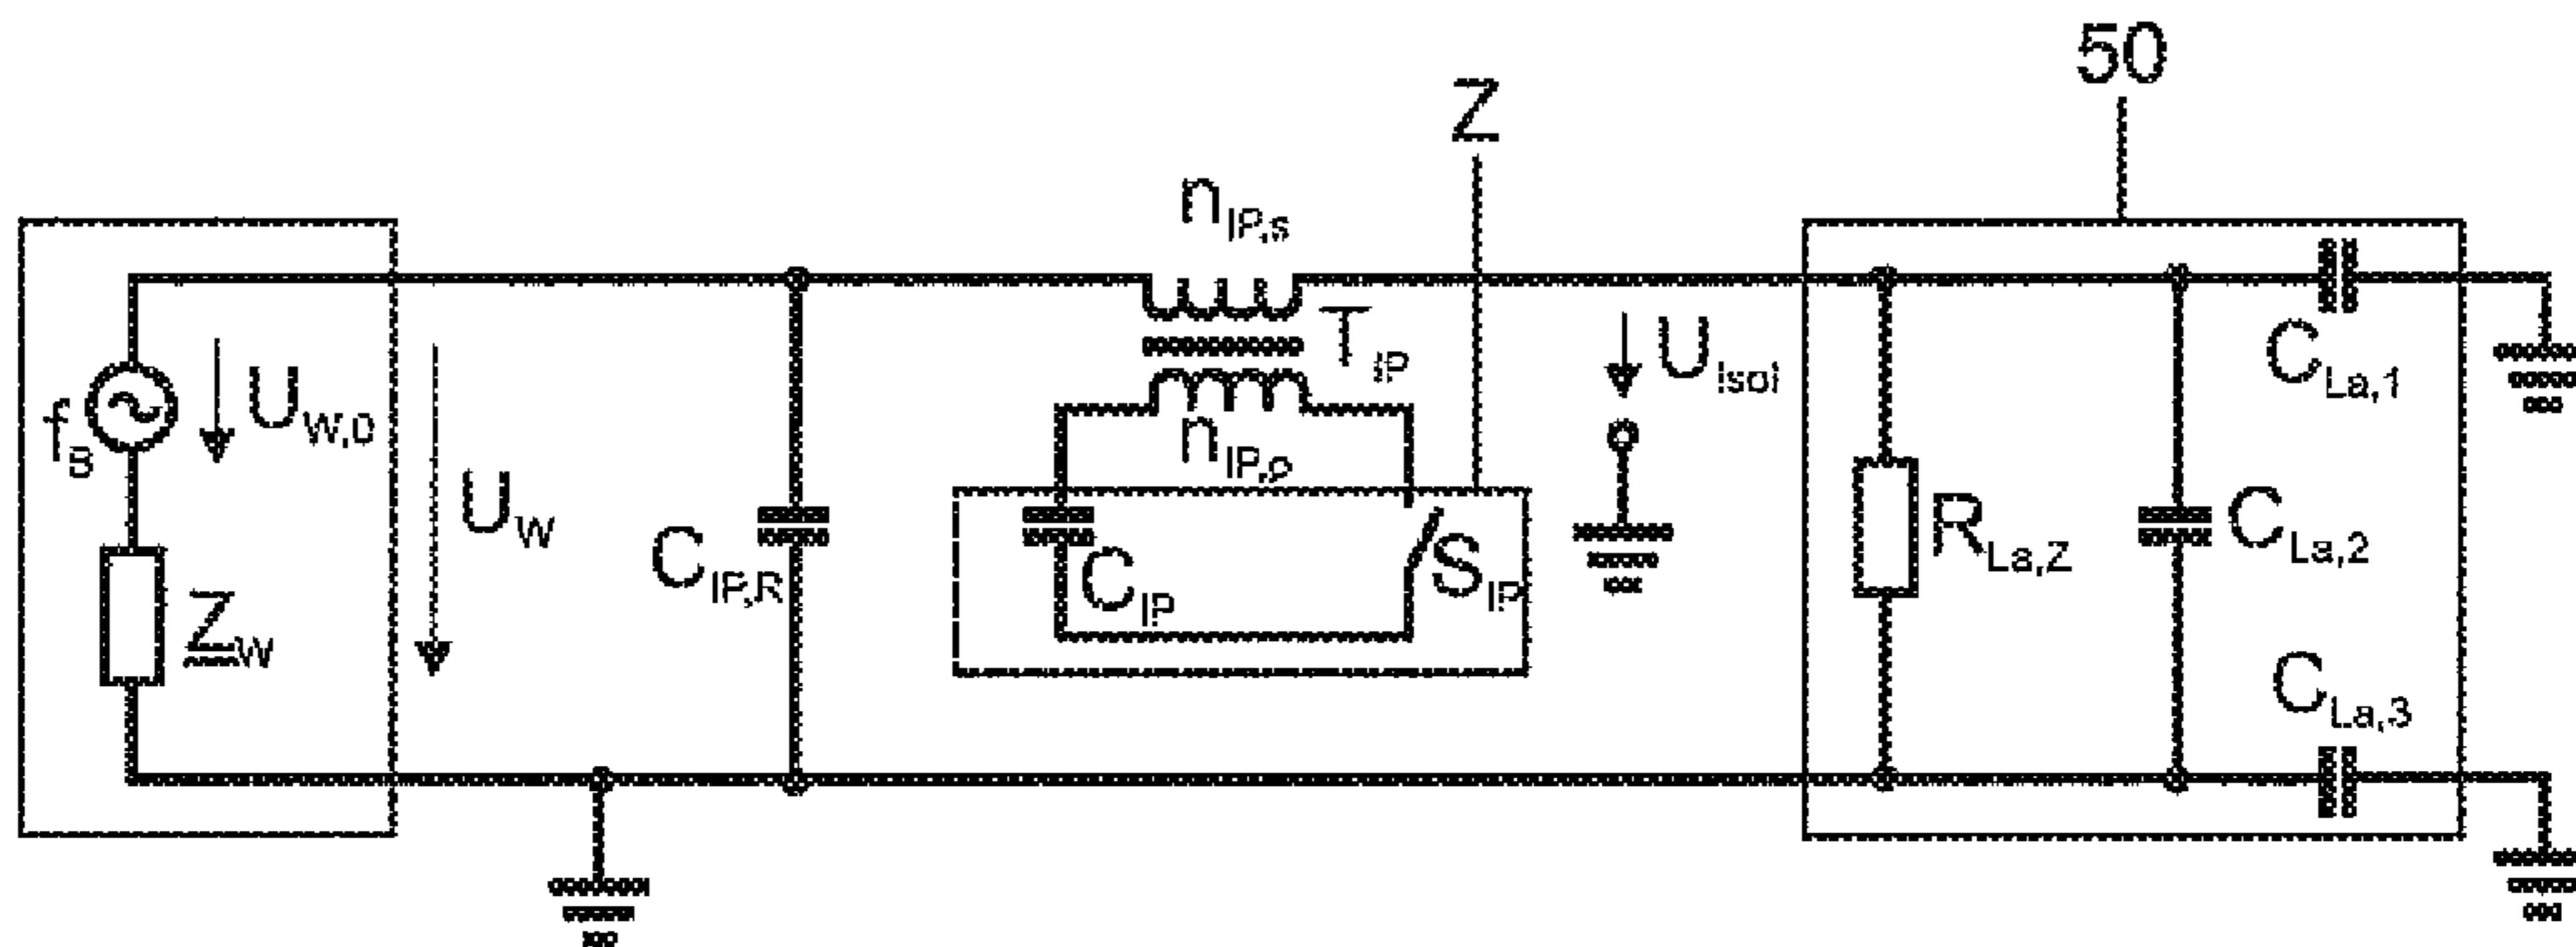 50
Z
n_IP,s
T_IP
U_Isol
C_La,1
f_B
U_W,0
n_IP,p
U_W
C_IP,R
C_IP
S_IP
R_La,Z
C_La,2
Z_W
C_La,3